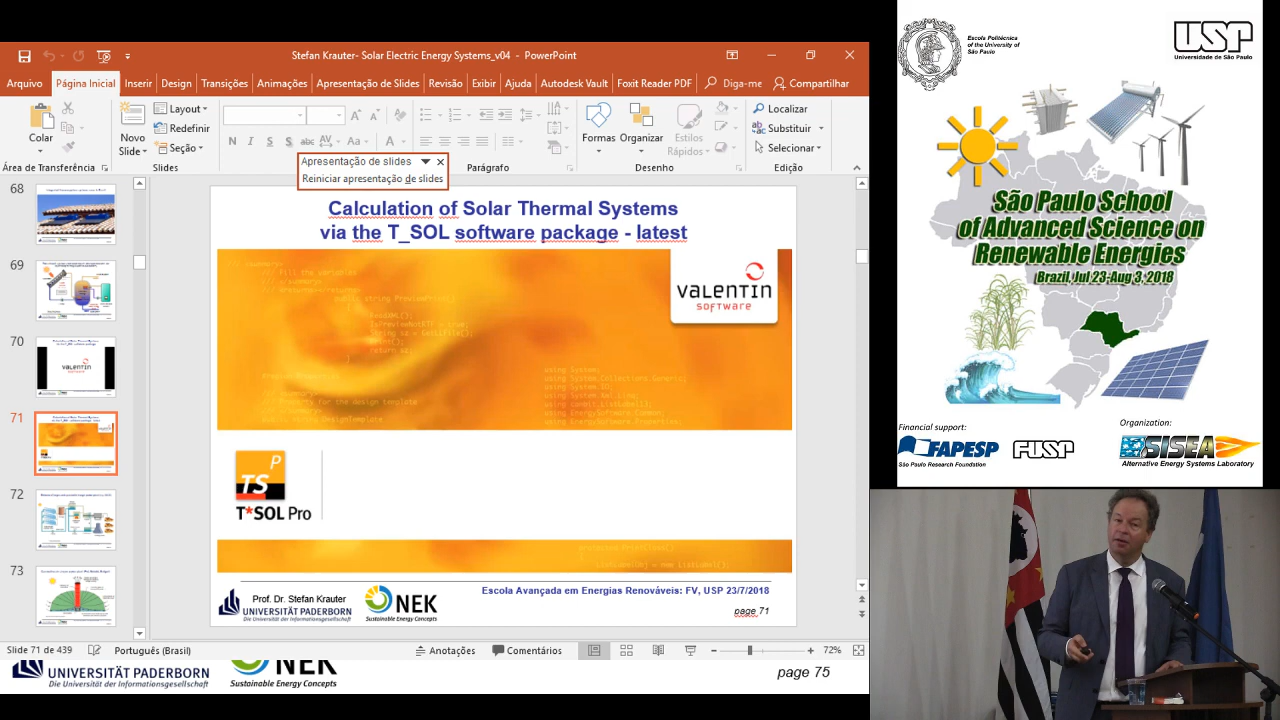 Stefan Krauter- Solar Electric Energy Systems_v04 - PowerPoint
Arquivo
Página Inicial
Inserir
Design
Transições
Animações
Apresentação de Slides
Revisão
Exibir
Ajuda
Autodesk Vault
Foxit Reader PDF
Diga-me
Compartilhar
Colar
Novo
Slide
Layout
Redefinir
Seção
N I S abc AV Aa A
Formas
Organizar
Estilos
Rápidos
Localizar
Substituir
Selecionar
Área de Transferência
Slides
Parágrafo
Desenho
Edição
Apresentação de slides
Reiniciar apresentação de slides
68
69
70
71
72
73
VALENTIN
SOFTWARE
Calculation of Solar Thermal Systems
via the T_SOL software package - latest
VALENTIN
SOFTWARE
TS P
T*SOL Pro
Prof. Dr. Stefan Krauter
UNIVERSITÄT PADERBORN
Die Universität der Informationsgesellschaft
NEK
Sustainable Energy Concepts
Escola Avançada em Energias Renováveis: FV, USP 23/7/2018
page 71
Slide 71 de 439
Português (Brasil)
Anotações
Comentários
72%
UNIVERSITÄT PADERBORN
Die Universität der Informationsgesellschaft
NEK
Sustainable Energy Concepts
page 75
Escola Politécnica
of the University of
São Paulo
USP
Universidade de São Paulo
São Paulo School
of Advanced Science on
Renewable Energies
Brazil, Jul 23-Aug 3, 2018
Financial support:
Organization:
FAPESP
São Paulo Research Foundation
FUSP
SISEA
Alternative Energy Systems Laboratory